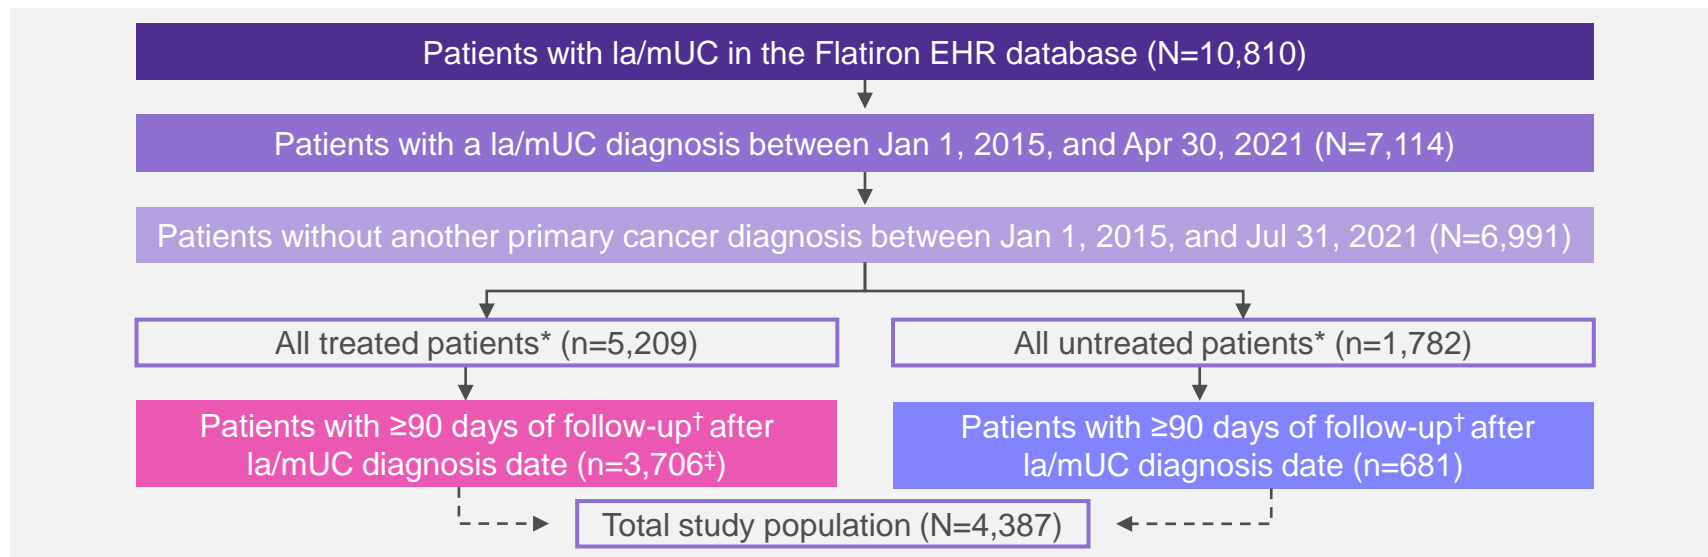 Patients with la/mUC in the Flatiron EHR database (N=10,810)
Patients with a la/mUC diagnosis between Jan 1, 2015, and Apr 30, 2021 (N=7,114)
Patients without another primary cancer diagnosis between Jan 1, 2015, and Jul 31, 2021 (N=6,991)
All treated patients* (n=5,209)
All untreated patients* (n=1,782)
Patients with ≥90 days of follow-up† after
la/mUC diagnosis date (n=3,706‡)
Patients with ≥90 days of follow-up† after
la/mUC diagnosis date (n=681)
Total study population (N=4,387)